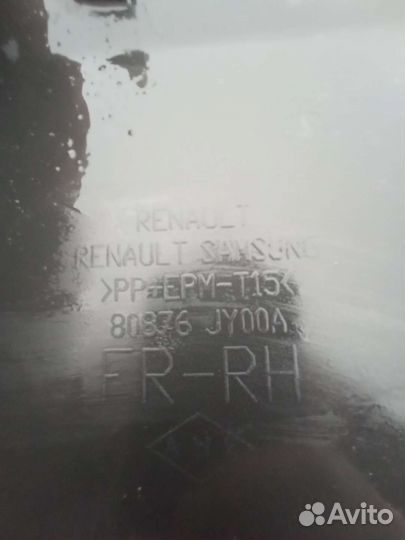 RENAULT
RENAULT SAMSUNG
>PP-EPM-T15<
80876 JY00A
FR-RH
Avito